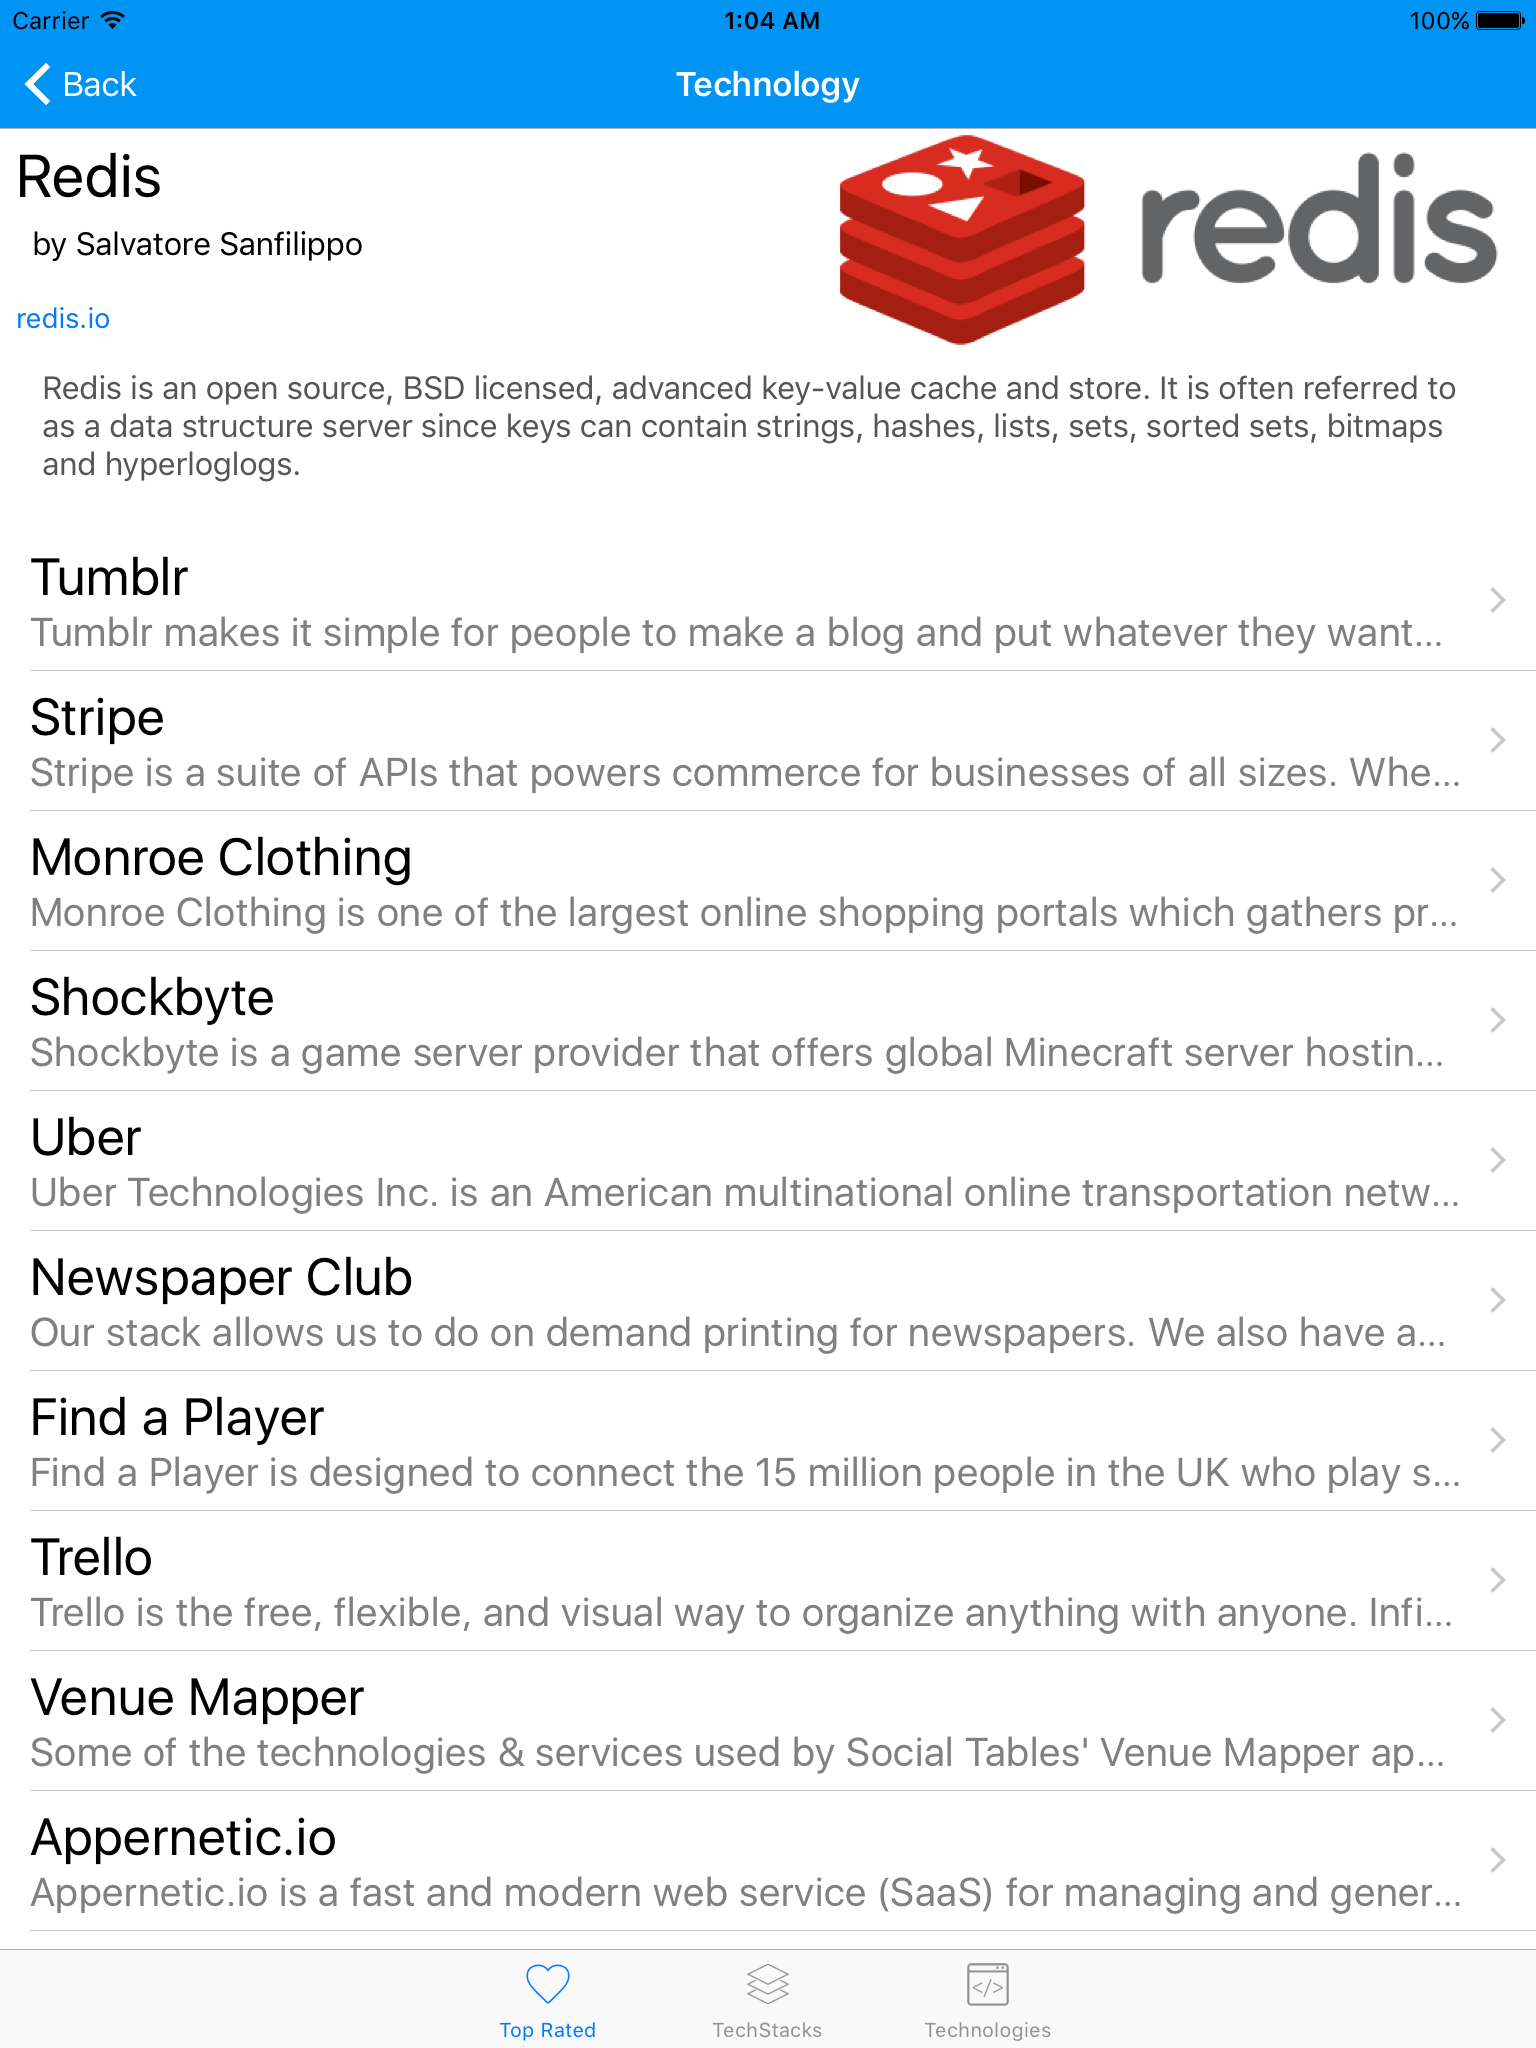 Carrier 1:04 AM 100%
Back Technology
Redis
by Salvatore Sanfilippo
redis.io
redis
Redis is an open source, BSD licensed, advanced key-value cache and store. It is often referred to
as a data structure server since keys can contain strings, hashes, lists, sets, sorted sets, bitmaps
and hyperloglogs.
Tumblr
Tumblr makes it simple for people to make a blog and put whatever they want...
Stripe
Stripe is a suite of APIs that powers commerce for businesses of all sizes. Whe...
Monroe Clothing
Monroe Clothing is one of the largest online shopping portals which gathers pr...
Shockbyte
Shockbyte is a game server provider that offers global Minecraft server hostin...
Uber
Uber Technologies Inc. is an American multinational online transportation netw...
Newspaper Club
Our stack allows us to do on demand printing for newspapers. We also have a...
Find a Player
Find a Player is designed to connect the 15 million people in the UK who play s...
Trello
Trello is the free, flexible, and visual way to organize anything with anyone. Infi...
Venue Mapper
Some of the technologies & services used by Social Tables' Venue Mapper ap...
Appernetic.io
Appernetic.io is a fast and modern web service (SaaS) for managing and gener...
Top Rated TechStacks Technologies